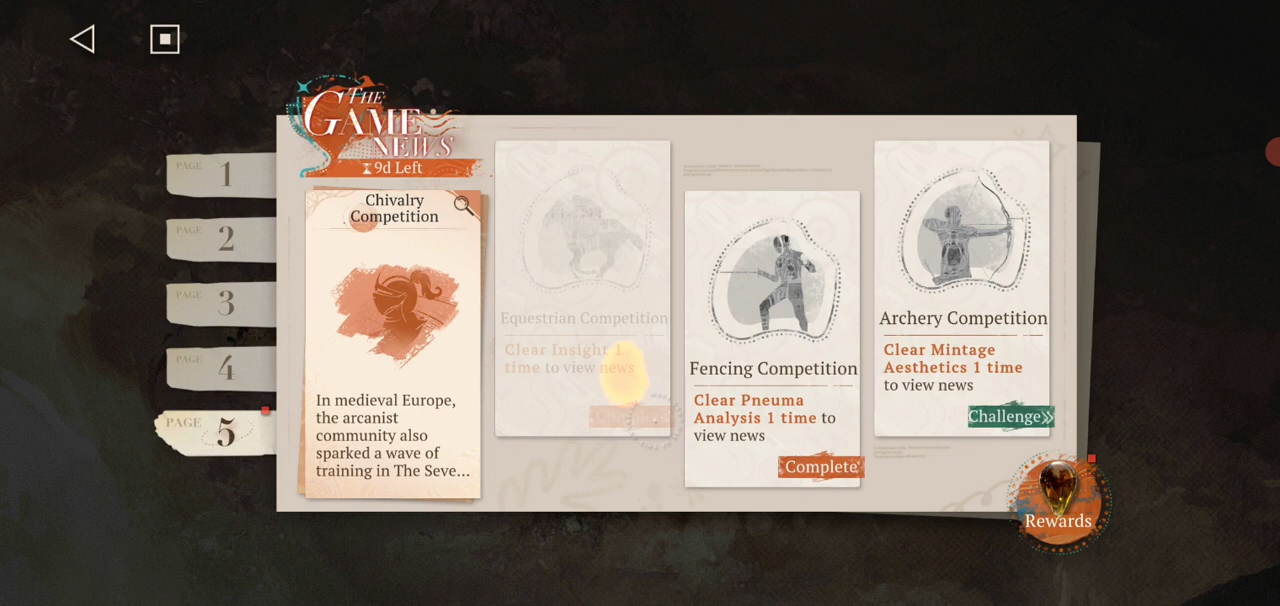 THE
GAME
NEWS
9d Left
PAGE 1
PAGE 2
PAGE 3
PAGE 4
PAGE 5
Chivalry
Competition
In medieval Europe,
the arcanist
community also
sparked a wave of
training in The Seve...
Equestrian Competition
Clear Insight 1
time to view news
Fencing Competition
Clear Pneuma
Analysis 1 time to
view news
Complete
Archery Competition
Clear Mintage
Aesthetics 1 time
to view news
Challenge
Rewards